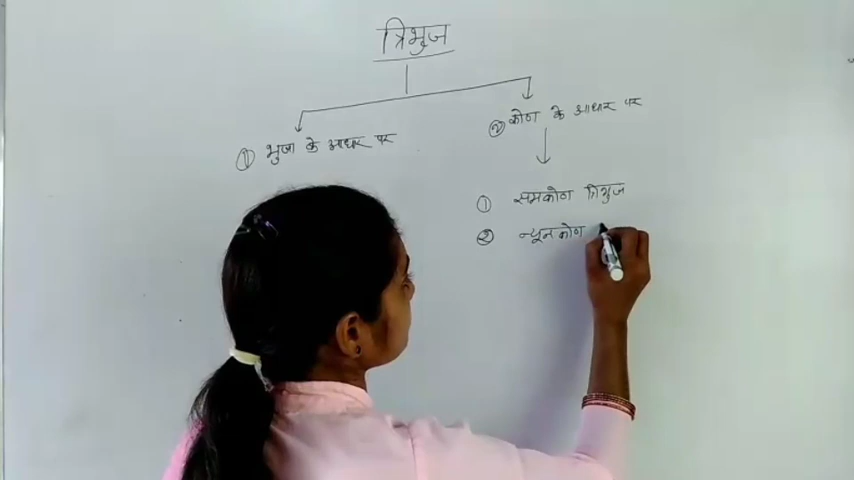 त्रिभुज
① भुजा के आधार पर
② कोण के आधार पर
① समकोण त्रिभुज
② न्यूनकोण